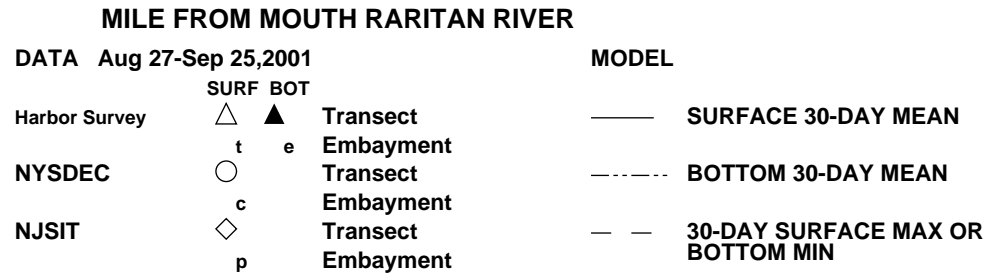 MILE FROM MOUTH RARITAN RIVER
DATA Aug 27-Sep 25,2001 MODEL
SURF BOT
Harbor Survey △ ▲ Transect SURFACE 30-DAY MEAN
t e Embayment
NYSDEC ○ Transect BOTTOM 30-DAY MEAN
c Embayment
NJSIT ◇ Transect 30-DAY SURFACE MAX OR
BOTTOM MIN
p Embayment